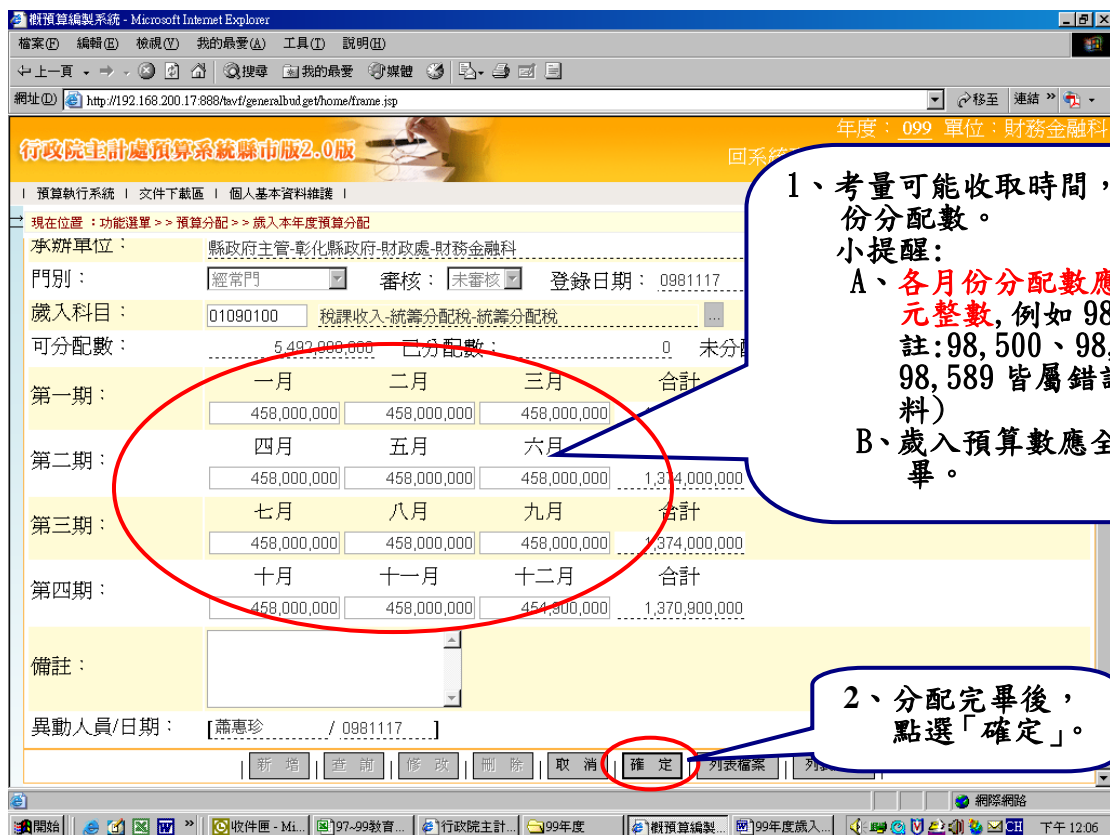 概預算編製系統 - Microsoft Internet Explorer
檔案(F) 編輯(E) 檢視(V) 我的最愛(A) 工具(T) 說明(H)
上一頁 搜尋 我的最愛 媒體
網址(D) http://192.168.200.17:888/tavf/generalbudget/home/frame.jsp 移至 連結 »
行政院主計處預算系統縣市版2.0版
年度： 099 單位：財務金融科
回系統
| 預算執行系統 | 文件下載區 | 個人基本資料維護 |
現在位置 ：功能選單 >> 預算分配 >> 歲入本年度預算分配
承辦單位： 縣政府主管-彰化縣政府-財政處-財務金融科
門別： 經常門 審核： 未審核 登錄日期： 0981117
歲入科目： 01090100 稅課收入-統籌分配稅-統籌分配稅 ...
可分配數： 已分配數： 0 未分
第一期： 一月 二月 三月 合計
458,000,000 458,000,000 458,000,000
第二期： 四月 五月 六月
458,000,000 458,000,000 458,000,000 1,374,000,000
第三期： 七月 八月 九月 合計
458,000,000 458,000,000 458,000,000 1,374,000,000
第四期： 十月 十一月 十二月 合計
458,000,000 458,000,000 454,900,000 1,370,900,000
備註：
異動人員/日期： [蕭惠珍 / 0981117 ]
| 新 增 | 查 詢 | 修 改 | 刪 除 | 取 消 | 確 定 | 列表檔案 |
1、考量可能收取時間，
份分配數。
小提醒:
A、各月份分配數應
元整數,例如 98
註:98,500、98,
98,589 皆屬錯
料)
B、歲入預算數應全
畢。
2、分配完畢後，
點選「確定」。
網際網路
開始 » 收件匣 - Mi... 97~99教育... 行政院主計... 99年度 概預算編製... 99年度歲入... CH 下午 12:06